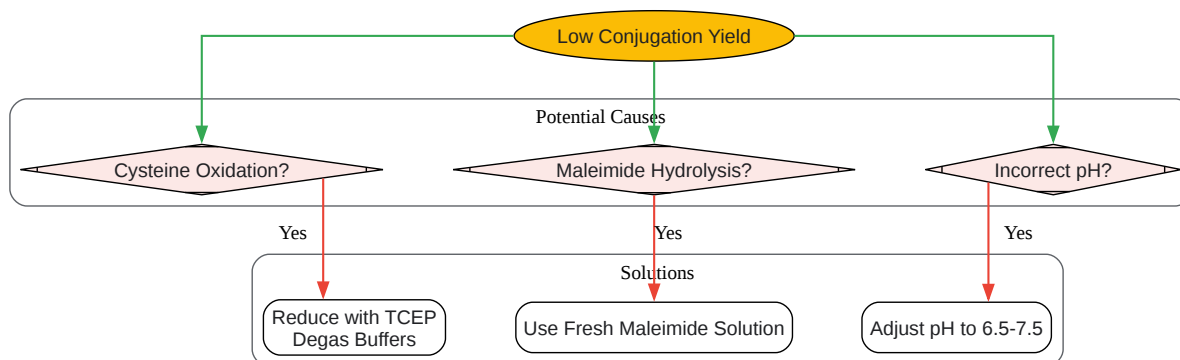 Low Conjugation Yield
Potential Causes
Cysteine Oxidation?
Maleimide Hydrolysis?
Incorrect pH?
Yes
Yes
Yes
Solutions
Reduce with TCEP
Degas Buffers
Use Fresh Maleimide Solution
Adjust pH to 6.5-7.5